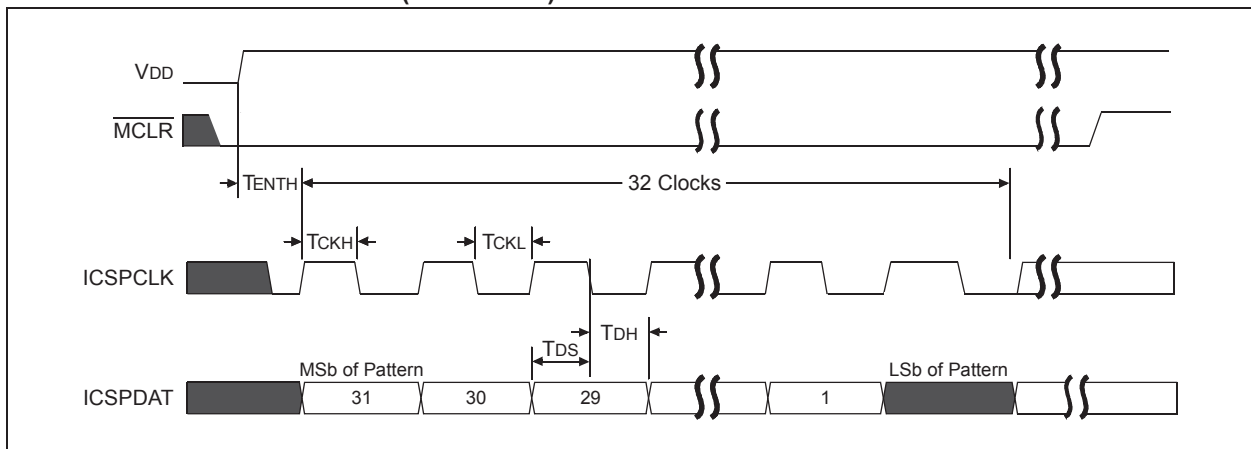 VDD
MCLR
TENTH
32 Clocks
TCKH
TCKL
ICSPCLK
TDS
TDH
MSb of Pattern
LSb of Pattern
ICSPDAT
31
30
29
1